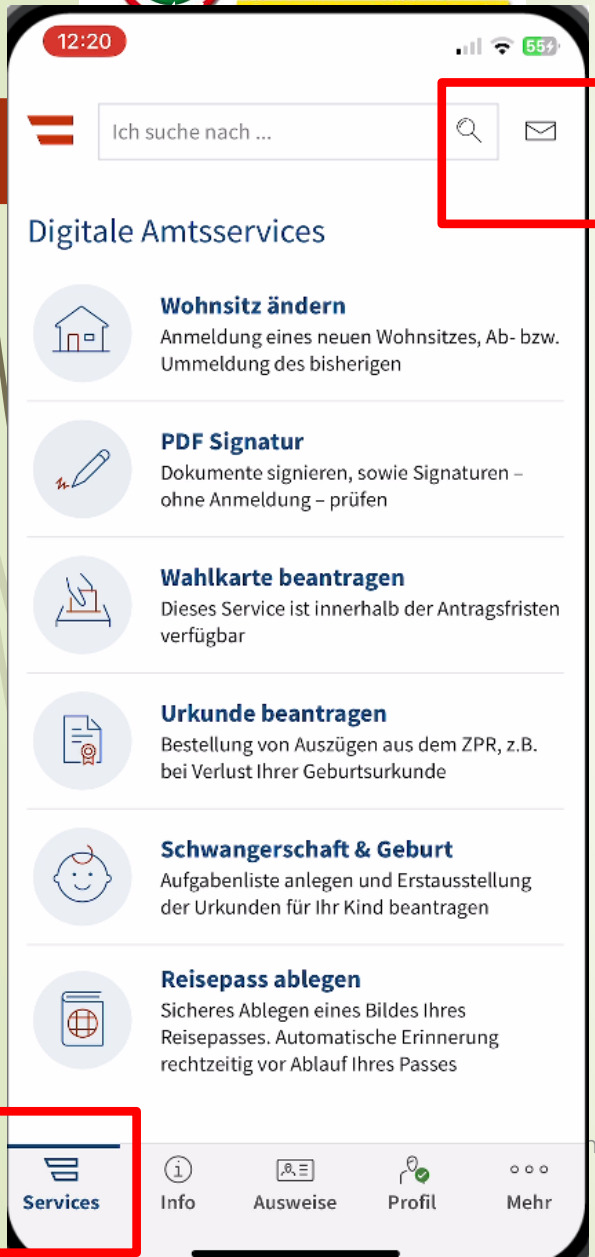 12:20
55
Ich suche nach ...
Digitale Amtsservices
Wohnsitz ändern
Anmeldung eines neuen Wohnsitzes, Ab- bzw.
Ummeldung des bisherigen
PDF Signatur
Dokumente signieren, sowie Signaturen –
ohne Anmeldung – prüfen
Wahlkarte beantragen
Dieses Service ist innerhalb der Antragsfristen
verfügbar
Urkunde beantragen
Bestellung von Auszügen aus dem ZPR, z.B.
bei Verlust Ihrer Geburtsurkunde
Schwangerschaft & Geburt
Aufgabenliste anlegen und Erstausstellung
der Urkunden für Ihr Kind beantragen
Reisepass ablegen
Sicheres Ablegen eines Bildes Ihres
Reisepasses. Automatische Erinnerung
rechtzeitig vor Ablauf Ihres Passes
Services Info Ausweise Profil Mehr